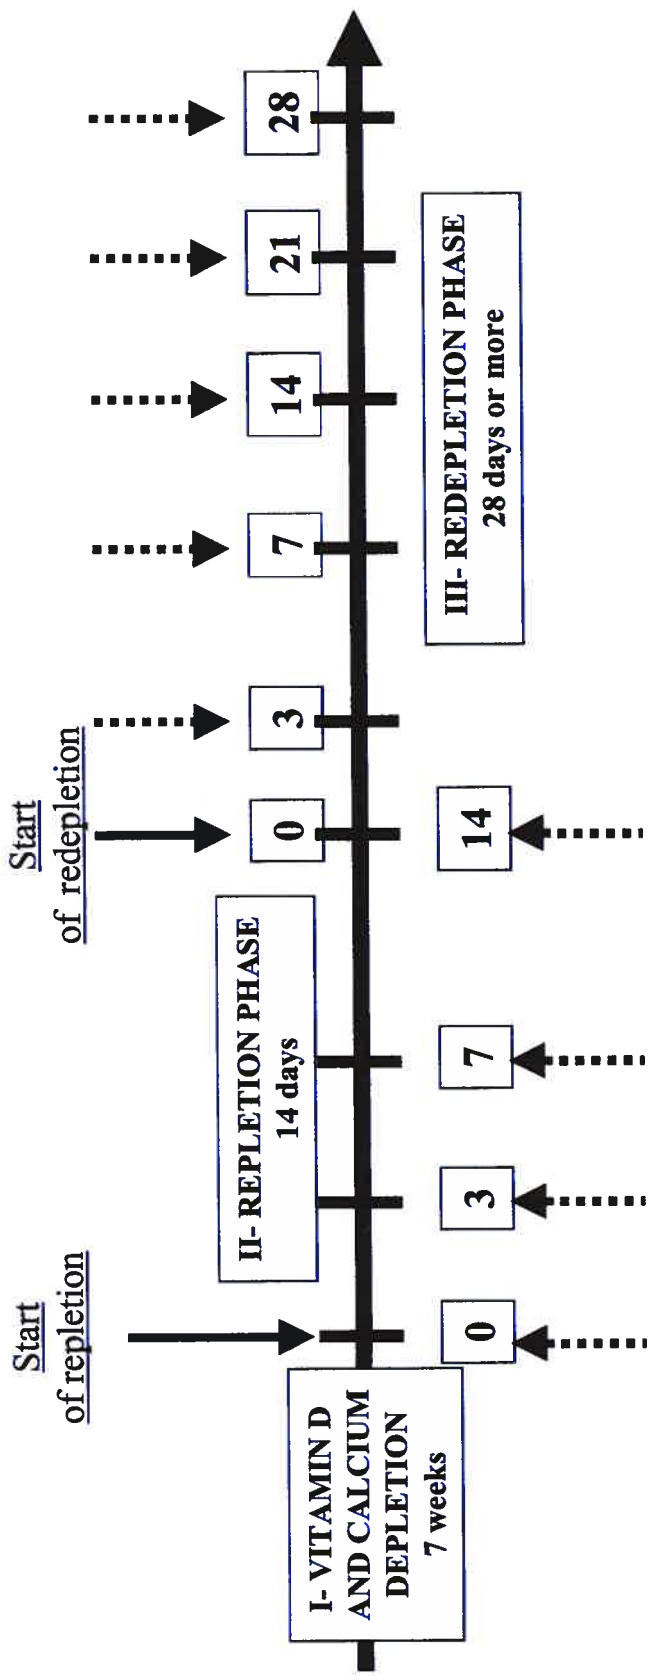 Start
of repletion
Start
of redepletion
I- VITAMIN D
AND CALCIUM
DEPLETION
7 weeks
II- REPLETION PHASE
14 days
0
3
7
14
21
28
0
3
7
14
III- REDEPLETION PHASE
28 days or more